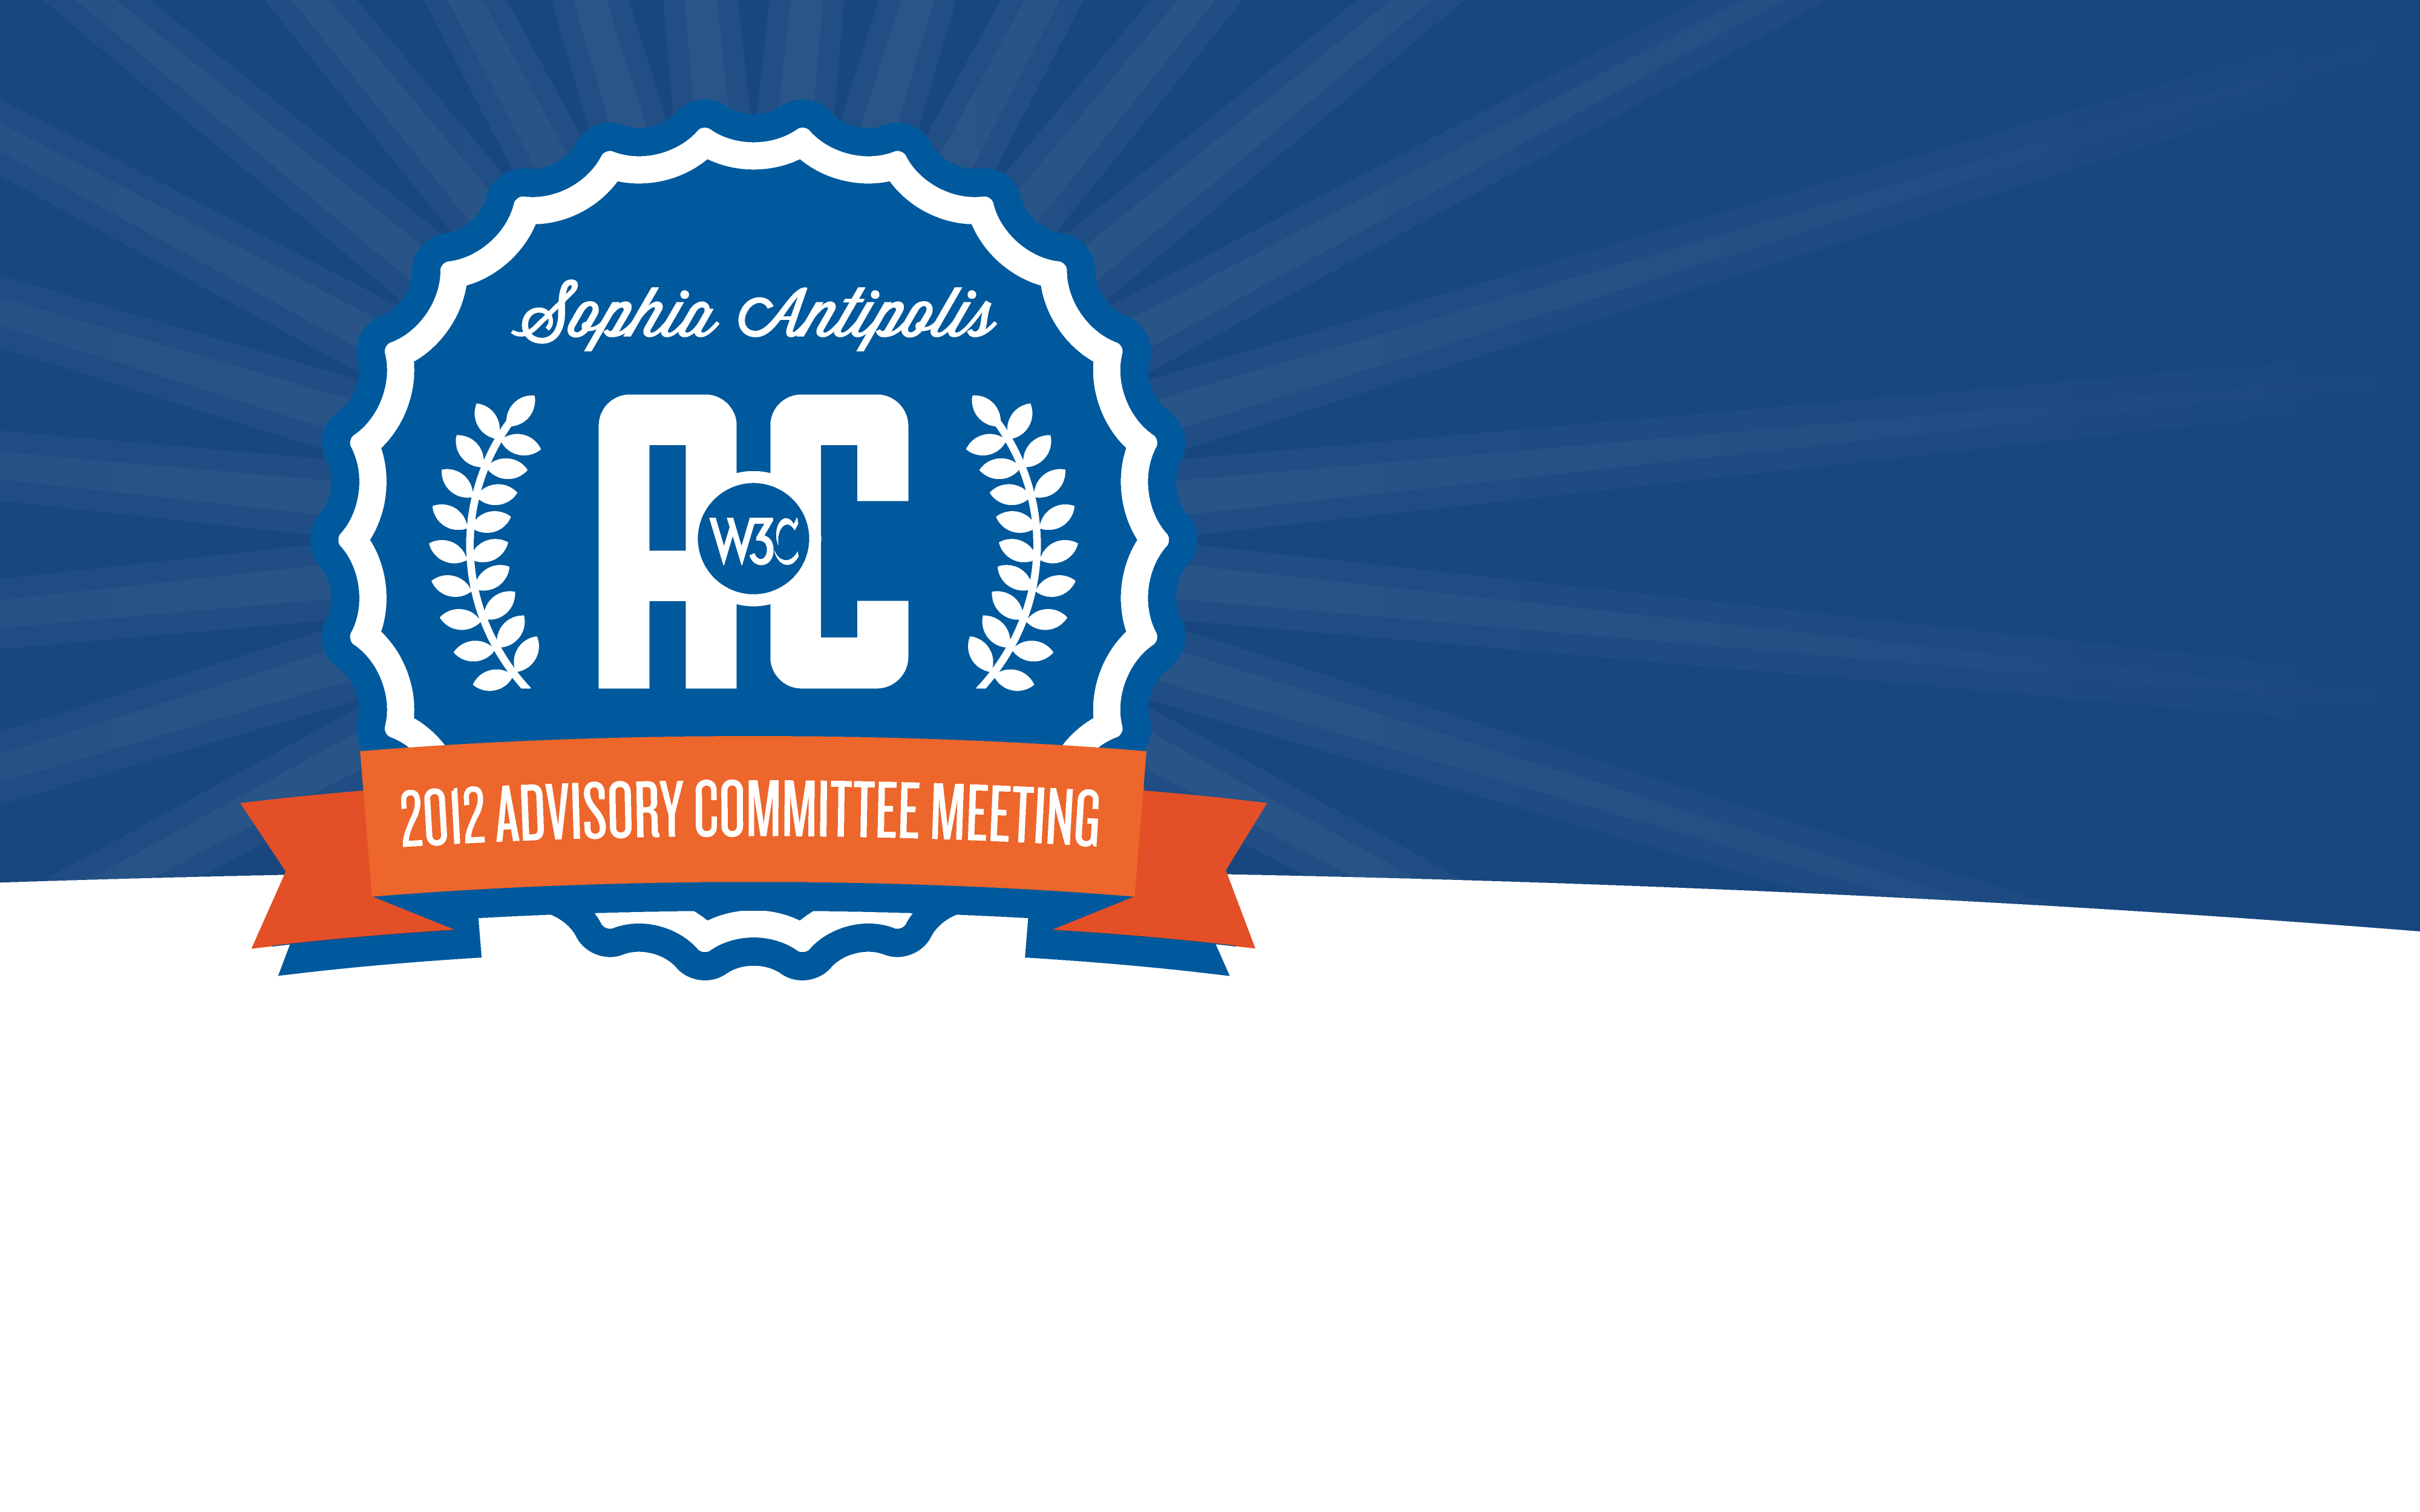 Sophia Antipolis
AC
W3C
2012 ADVISORY COMMITTEE MEETING